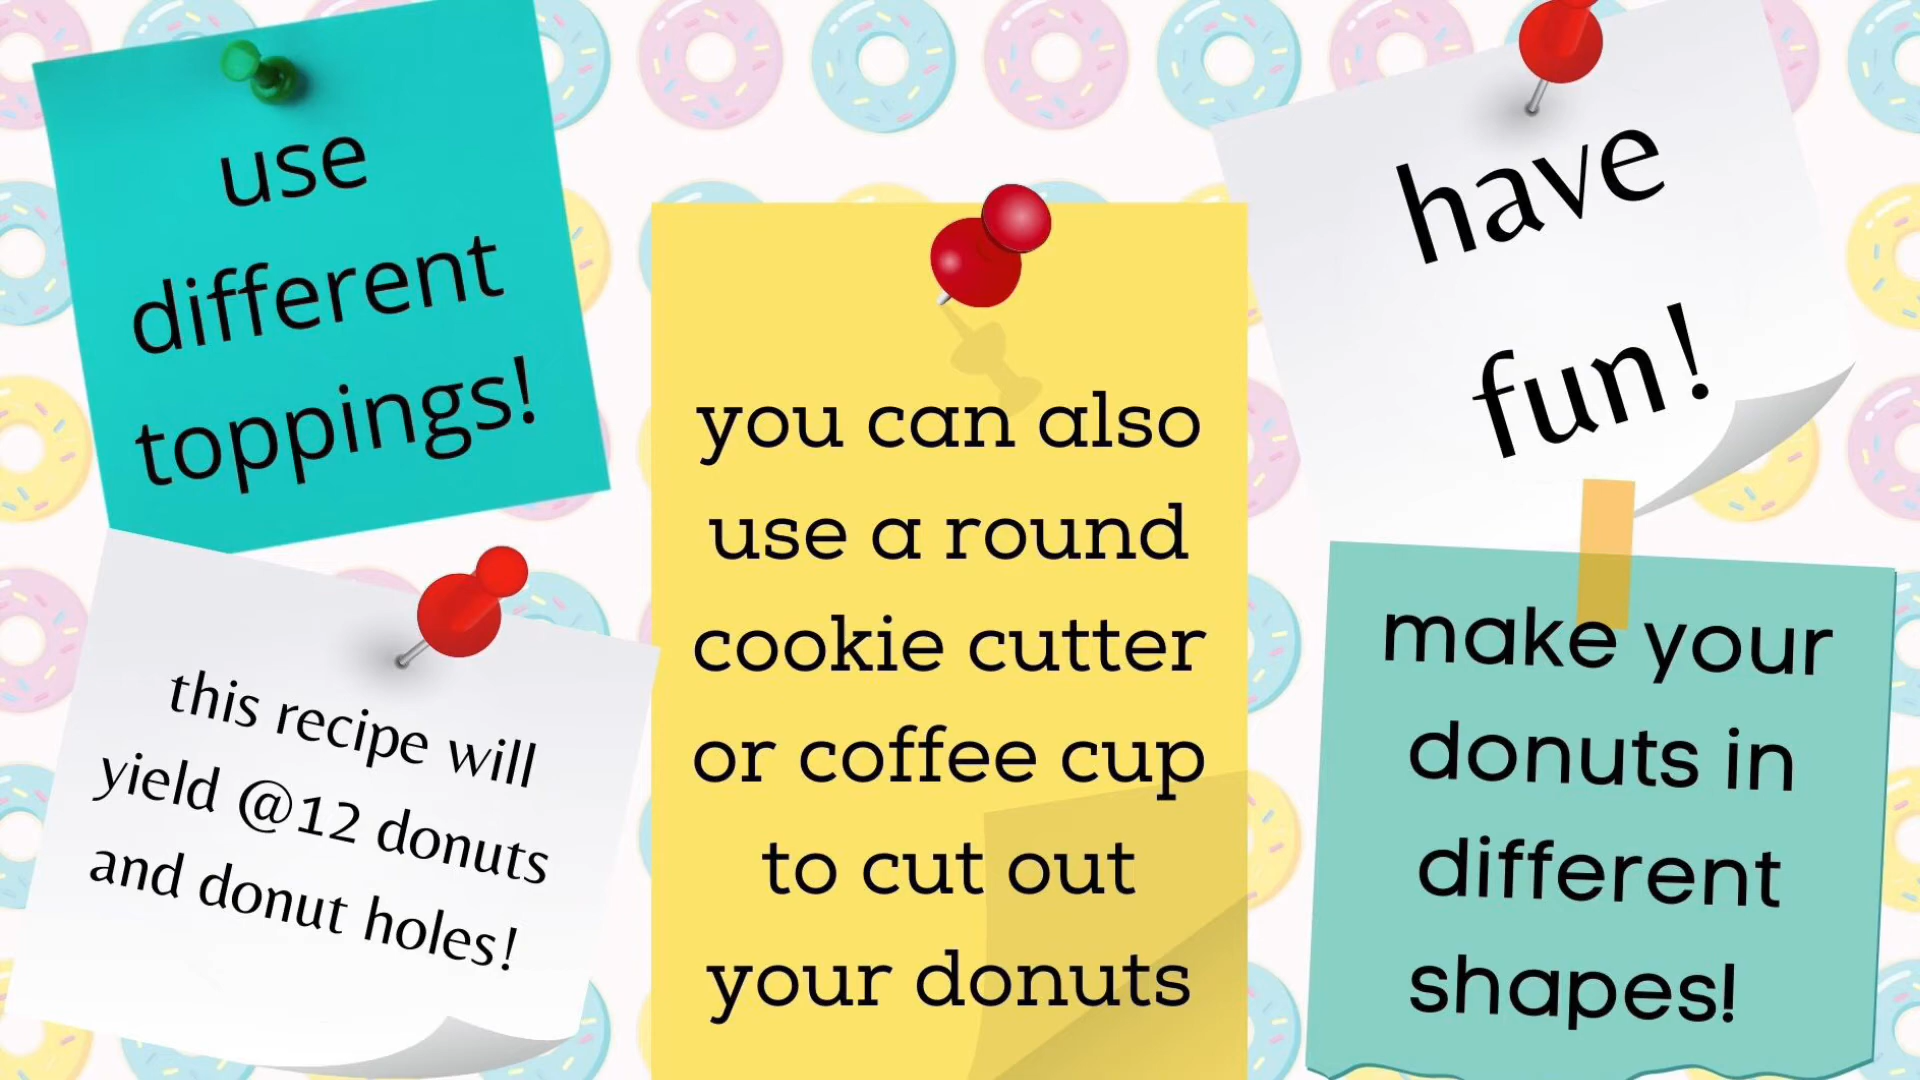 use
different
toppings!
this recipe will
yield @12 donuts
and donut holes!
you can also
use a round
cookie cutter
or coffee cup
to cut out
your donuts
have
fun!
make your
donuts in
different
shapes!